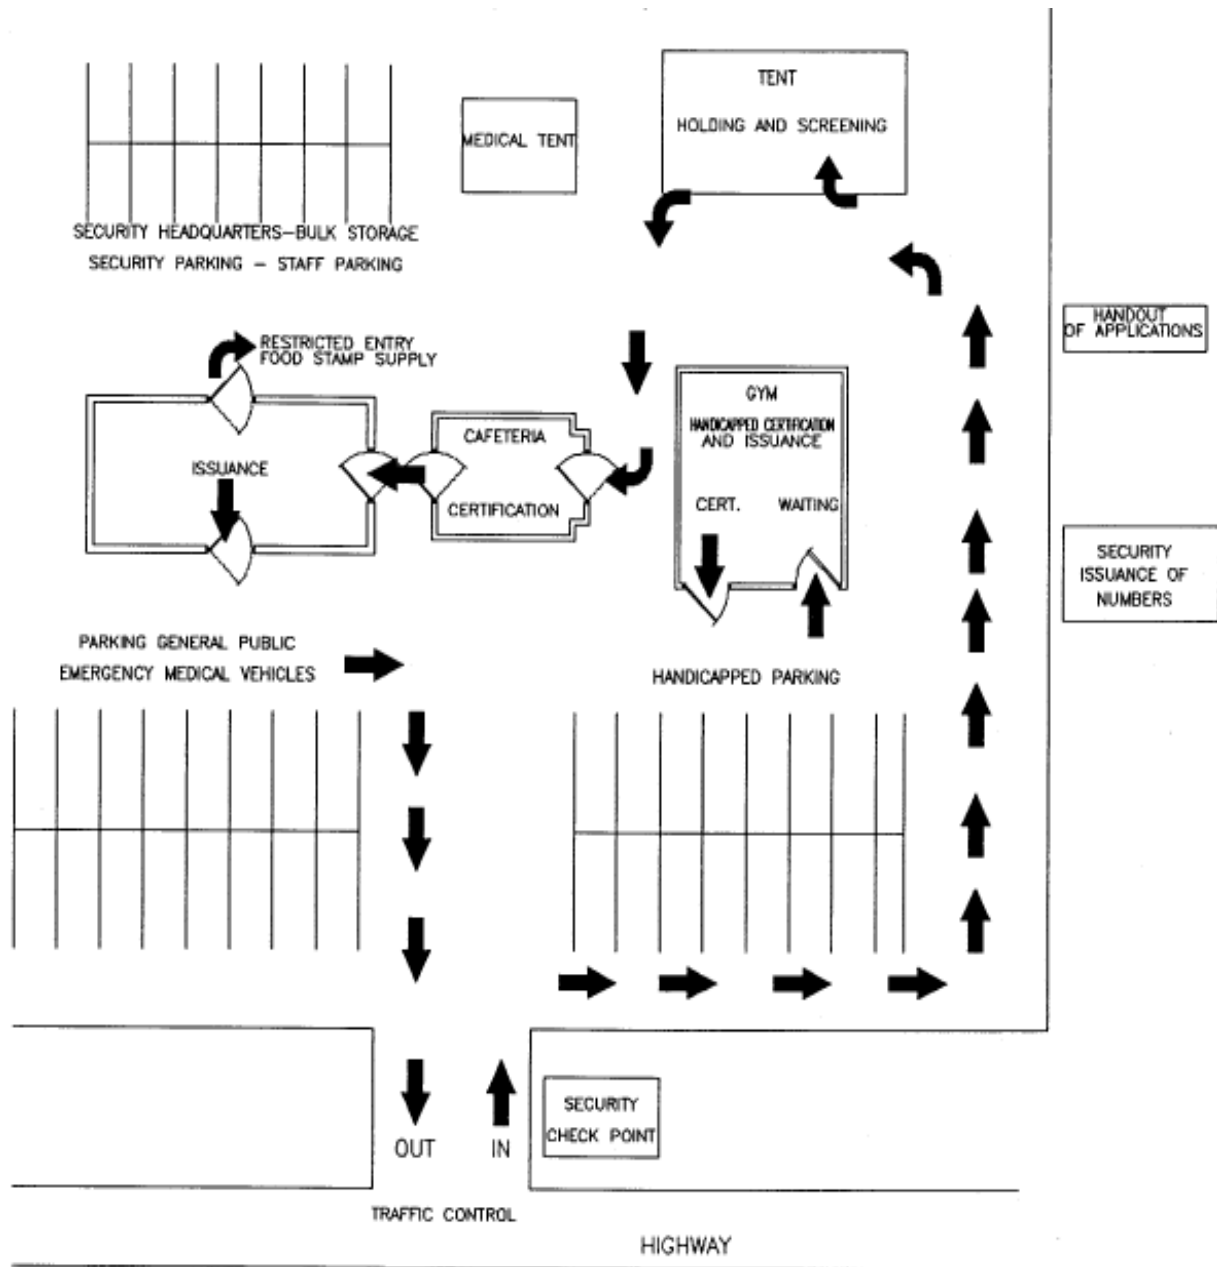 TENT
HOLDING AND SCREENING
MEDICAL TENT
SECURITY HEADQUARTERS-BULK STORAGE
SECURITY PARKING - STAFF PARKING
HANDOUT
OF APPLICATIONS
RESTRICTED ENTRY
FOOD STAMP SUPPLY
GYM
HANDICAPPED CERTIFICATION
AND ISSUANCE
CAFETERIA
ISSUANCE
CERTIFICATION
CERT. WAITING
SECURITY
ISSUANCE OF
NUMBERS
PARKING GENERAL PUBLIC
EMERGENCY MEDICAL VEHICLES
HANDICAPPED PARKING
SECURITY
CHECK POINT
OUT IN
TRAFFIC CONTROL
HIGHWAY